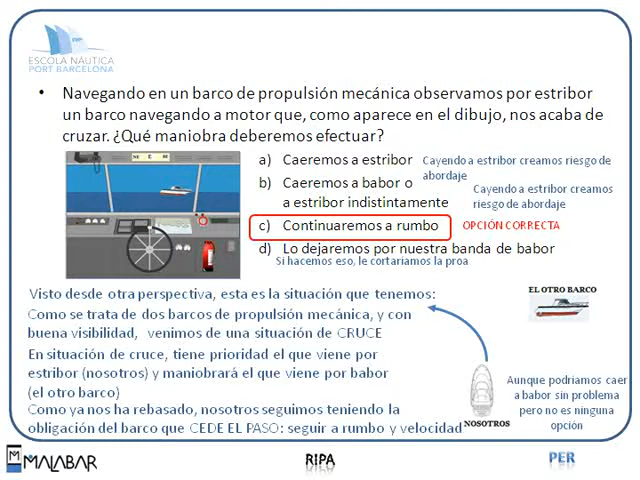 ESCOLA NÀUTICA
PORT BARCELONA
• Navegando en un barco de propulsión mecánica observamos por estribor
un barco navegando a motor que, como aparece en el dibujo, nos acaba de
cruzar. ¿Qué maniobra deberemos efectuar?
N E M
a) Caeremos a estribor
Cayendo a estribor creamos riesgo de
abordaje
b) Caeremos a babor o
a estribor indistintamente
Cayendo a estribor creamos
riesgo de abordaje
c) Continuaremos a rumbo
OPCIÓN CORRECTA
d) Lo dejaremos por nuestra banda de babor
Si hacemos eso, le cortaríamos la proa
Visto desde otra perspectiva, esta es la situación que tenemos:
Como se trata de dos barcos de propulsión mecánica, y con
buena visibilidad, venimos de una situación de CRUCE
En situación de cruce, tiene prioridad el que viene por
estribor (nosotros) y maniobrará el que viene por babor
(el otro barco)
Como ya nos ha rebasado, nosotros seguimos teniendo la
obligación del barco que CEDE EL PASO: seguir a rumbo y velocidad
EL OTRO BARCO
NOSOTROS
Aunque podriamos caer
a babor sin problema
pero no es ninguna
opción
MALABAR
RIPA
PER